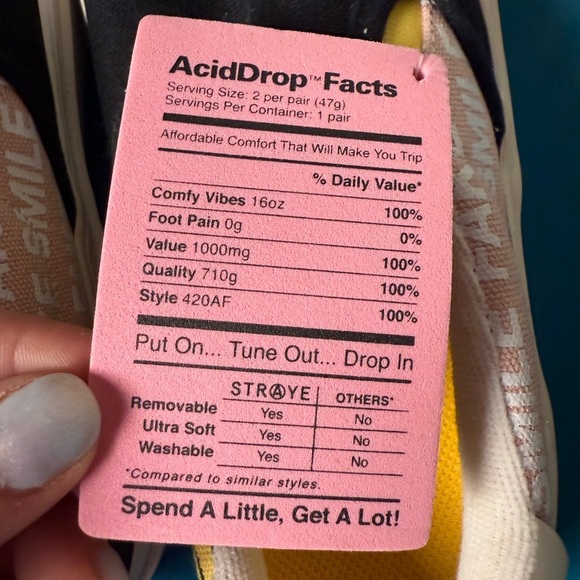 AcidDrop™ Facts
Serving Size: 2 per pair (47g)
Servings Per Container: 1 pair
Affordable Comfort That Will Make You Trip
% Daily Value*
Comfy Vibes 16oz 100%
Foot Pain 0g 0%
Value 1000mg 100%
Quality 710g 100%
Style 420AF 100%
Put On... Tune Out... Drop In
STRAYE OTHERS*
Removable Yes No
Ultra Soft Yes No
Washable Yes No
*Compared to similar styles.
Spend A Little, Get A Lot!
SMILE